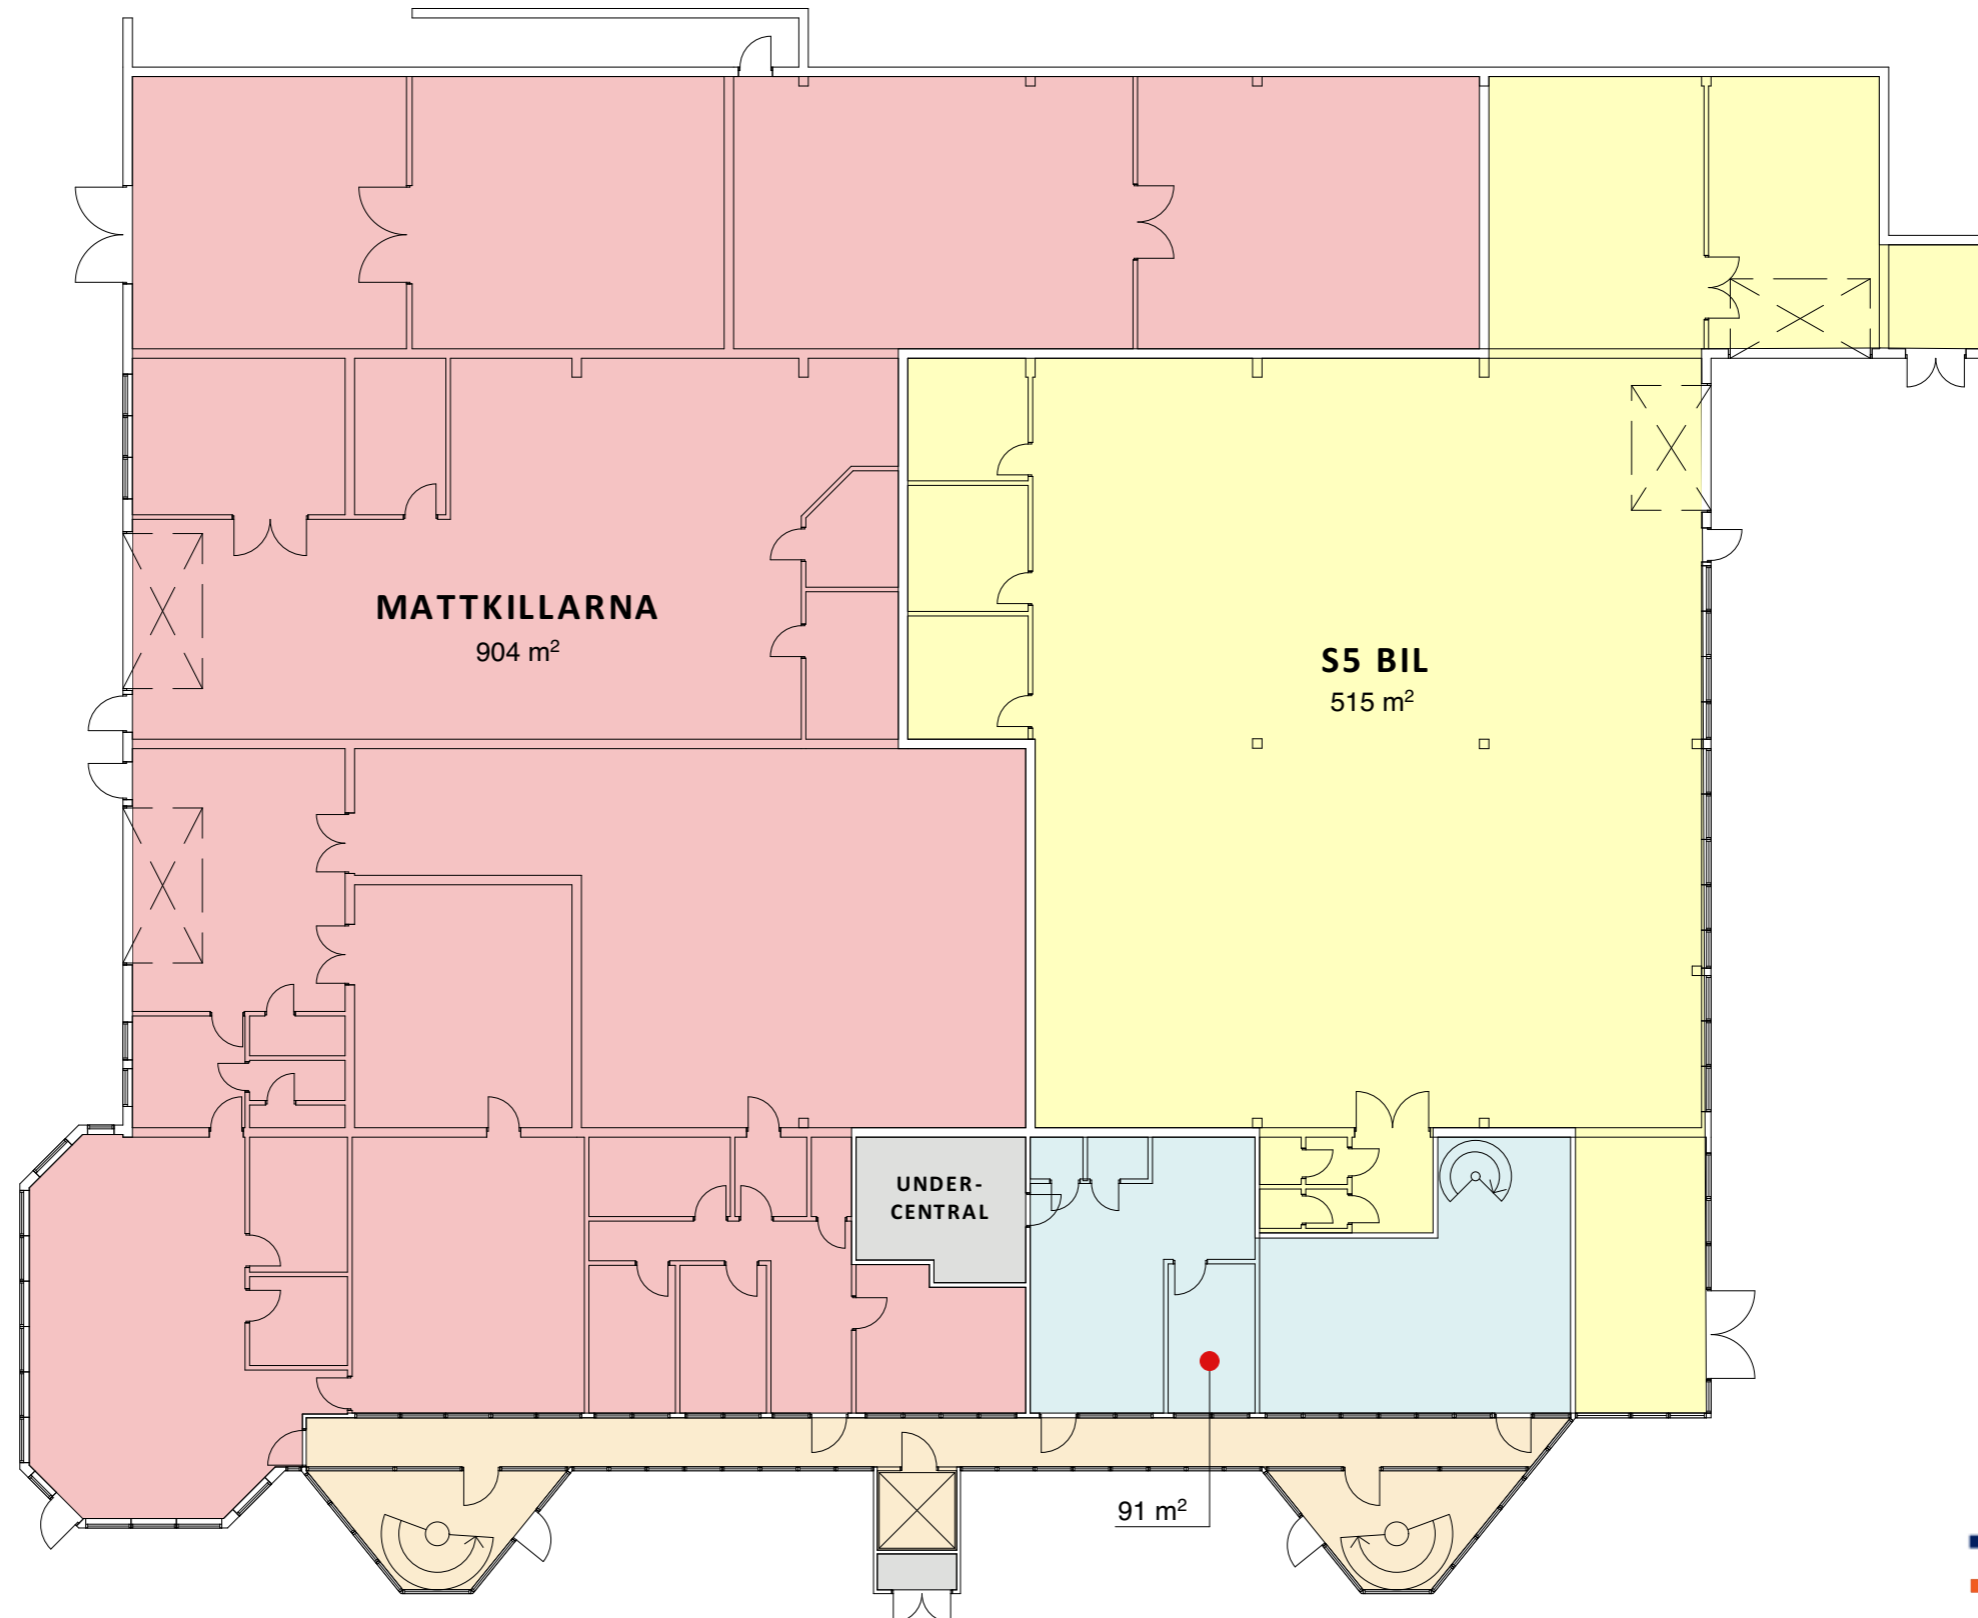 MATTKILLARNA
904 m²
S5 BIL
515 m²
UNDER-
CENTRAL
91 m²